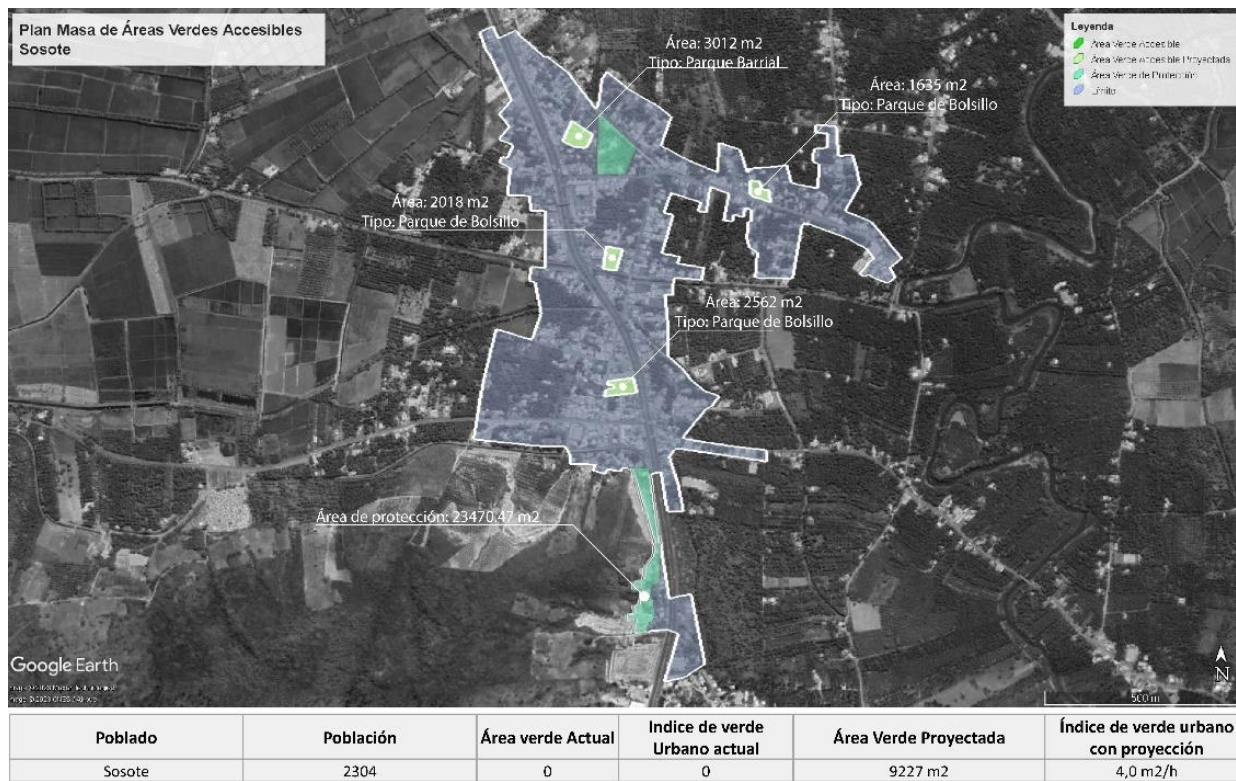 Plan Masa de Áreas Verdes Accesibles
Sosote
Leyenda
Área Verde Accesible
Área Verde Accesible Proyectada
Área Verde de Protección
Límite
Área: 3012 m2
Tipo: Parque Barrial
Área: 1635 m2
Tipo: Parque de Bolsillo
Área: 2018 m2
Tipo: Parque de Bolsillo
Área: 2562 m2
Tipo: Parque de Bolsillo
Área de protección: 23470.47 m2
Google Earth
N
500 m
Poblado Población Área verde Actual Indice de verde Urbano actual Área Verde Proyectada Índice de verde urbano con proyección
Sosote 2304 0 0 9227 m2 4,0 m2/h